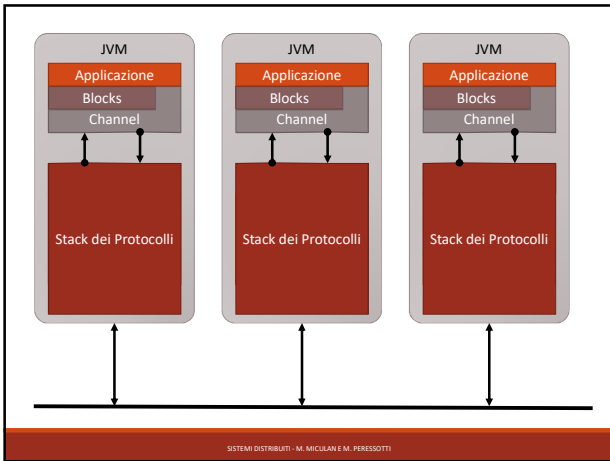 JVM
Applicazione
Blocks
Channel
Stack dei Protocolli
JVM
Applicazione
Blocks
Channel
Stack dei Protocolli
JVM
Applicazione
Blocks
Channel
Stack dei Protocolli
SISTEMI DISTRIBUITI - M. MICULAN E M. PERESSOTTI